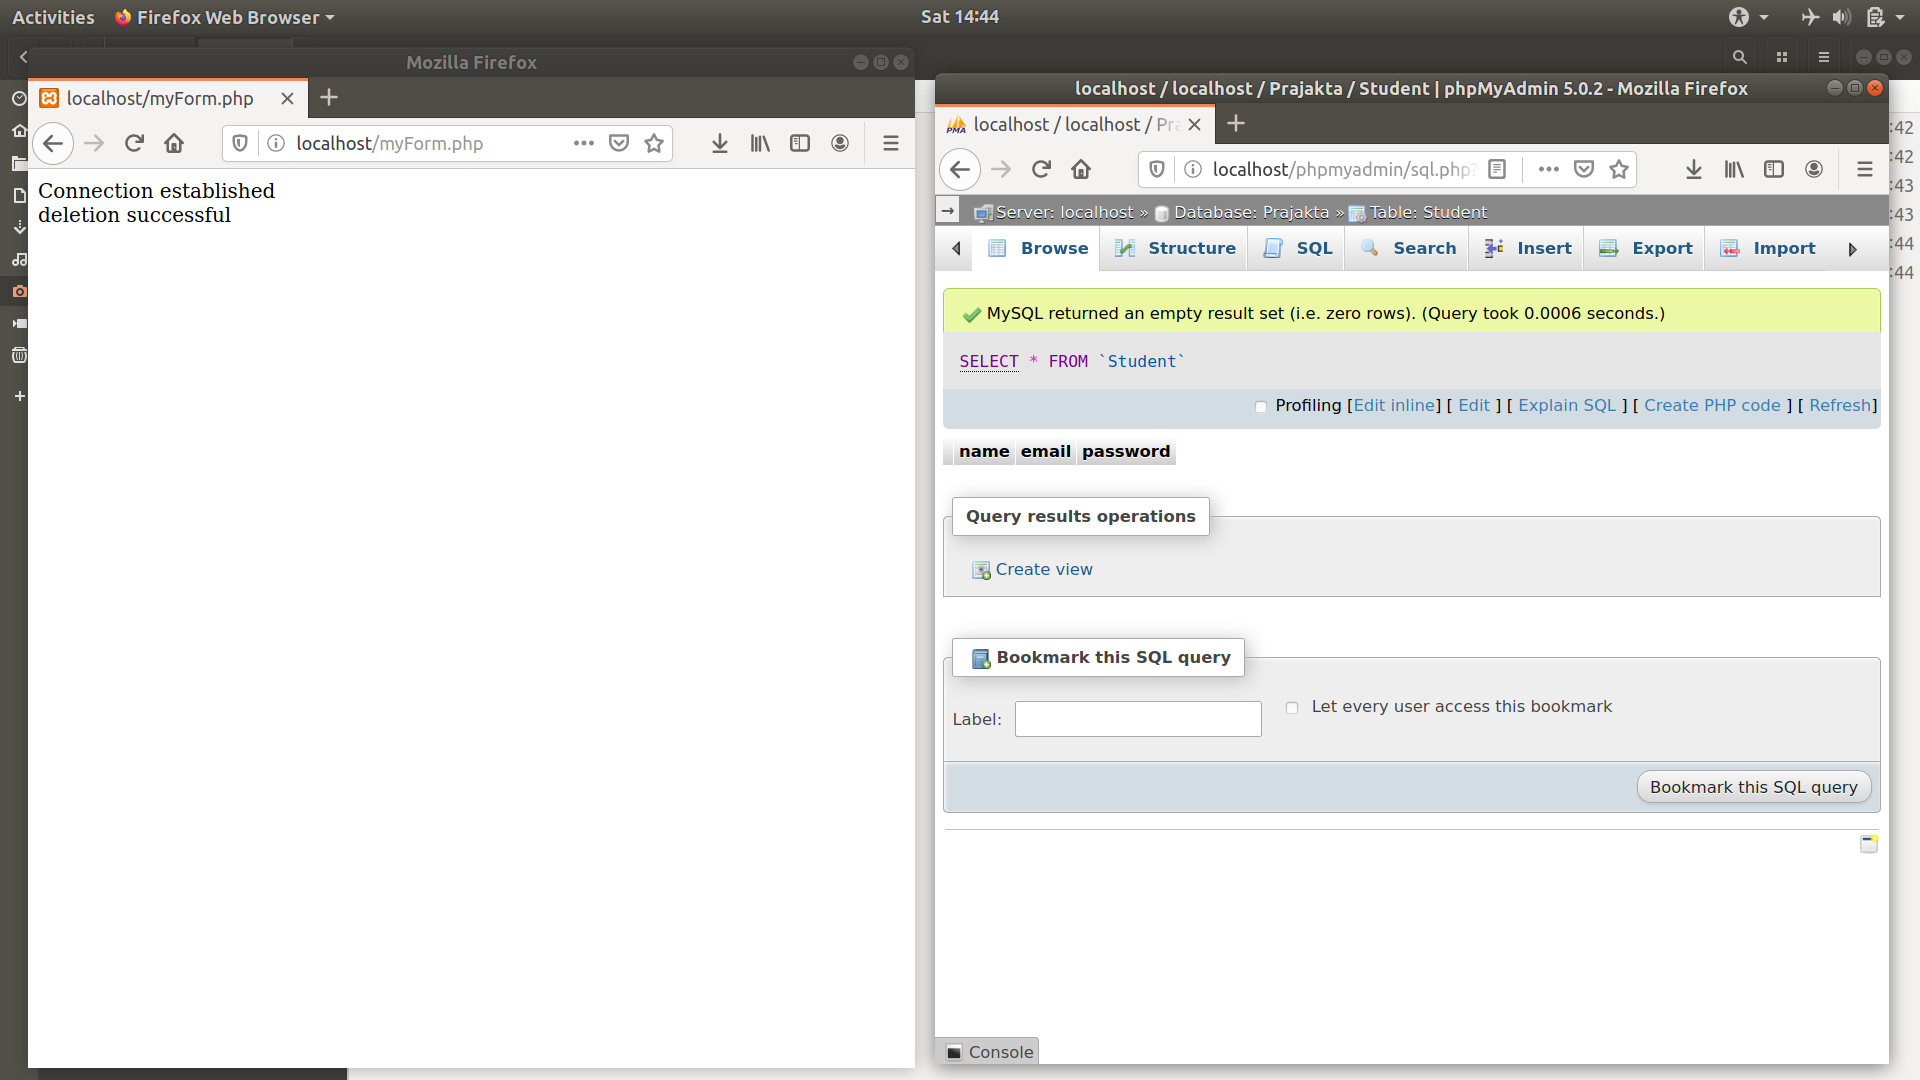 Activities
Firefox Web Browser
Sat 14:44
Mozilla Firefox
localhost/myForm.php
localhost/myForm.php
Connection established
deletion successful
localhost / localhost / Prajakta / Student | phpMyAdmin 5.0.2 - Mozilla Firefox
localhost / localhost / Pra
localhost/phpmyadmin/sql.php?
Server: localhost » Database: Prajakta » Table: Student
Browse
Structure
SQL
Search
Insert
Export
Import
MySQL returned an empty result set (i.e. zero rows). (Query took 0.0006 seconds.)
SELECT * FROM `Student`
Profiling [Edit inline] [ Edit ] [ Explain SQL ] [ Create PHP code ] [ Refresh]
name email password
Query results operations
Create view
Bookmark this SQL query
Label:
Let every user access this bookmark
Bookmark this SQL query
Console
:42
:42
:43
:43
:44
:44